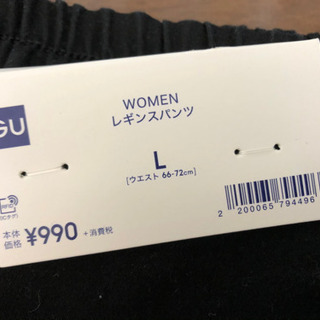 GU
WOMEN
レギンスパンツ
L
[ウエスト 66-72cm]
本体
価格 ¥990 +消費税
2 200065 794496